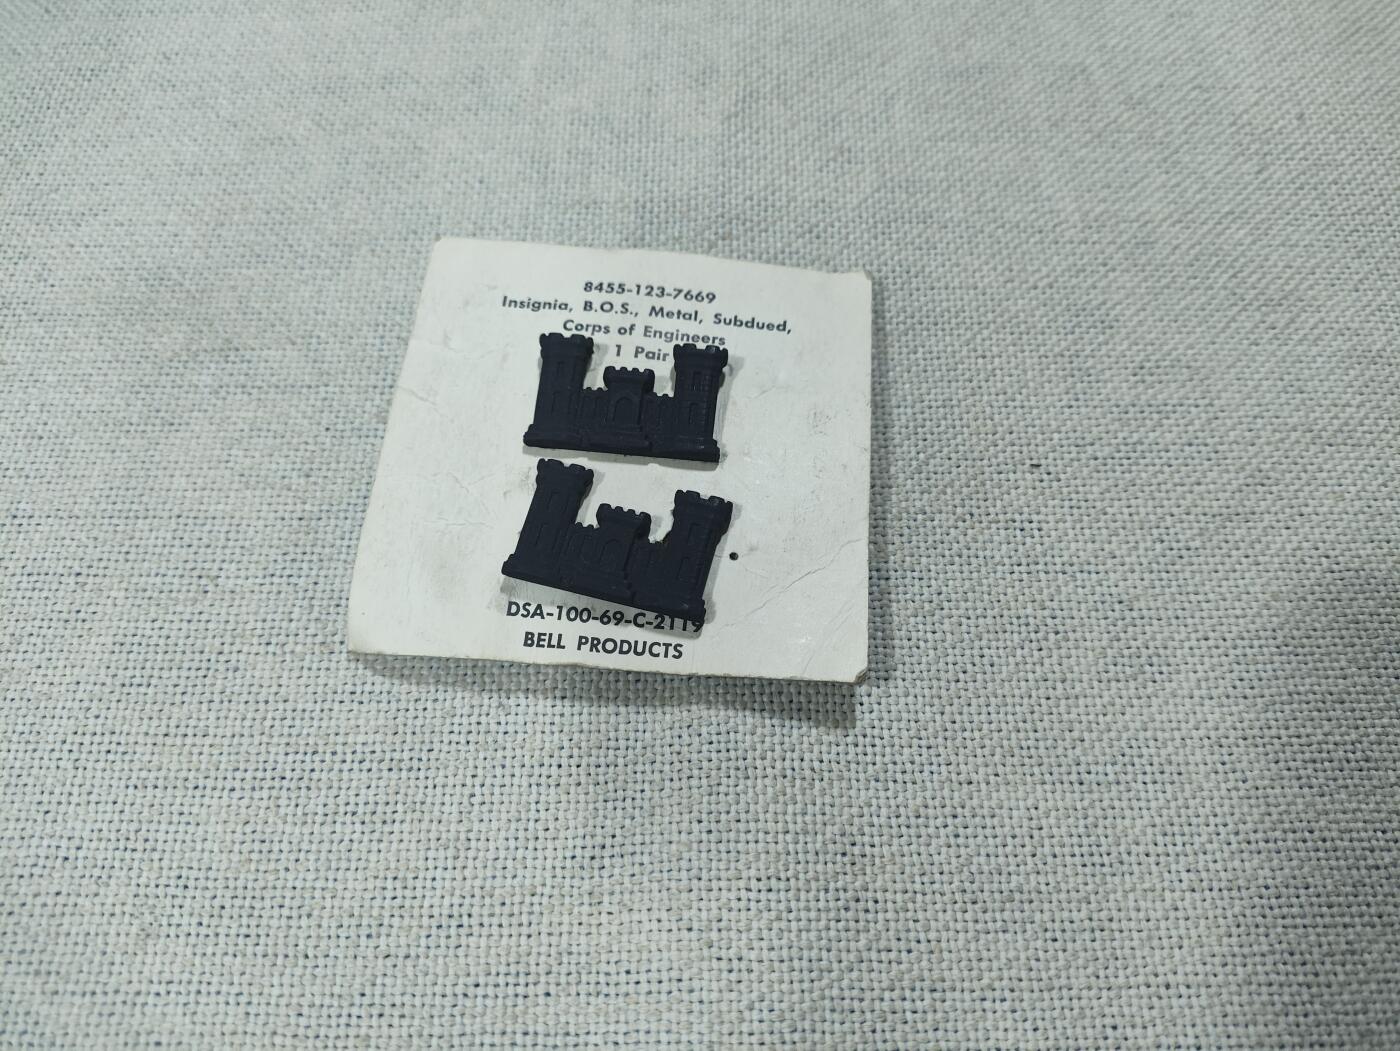 8455-123-7669
Insignia, B.O.S., Metal, Subdued,
Corps of Engineers
1 Pair
DSA-100-69-C-2119
BELL PRODUCTS